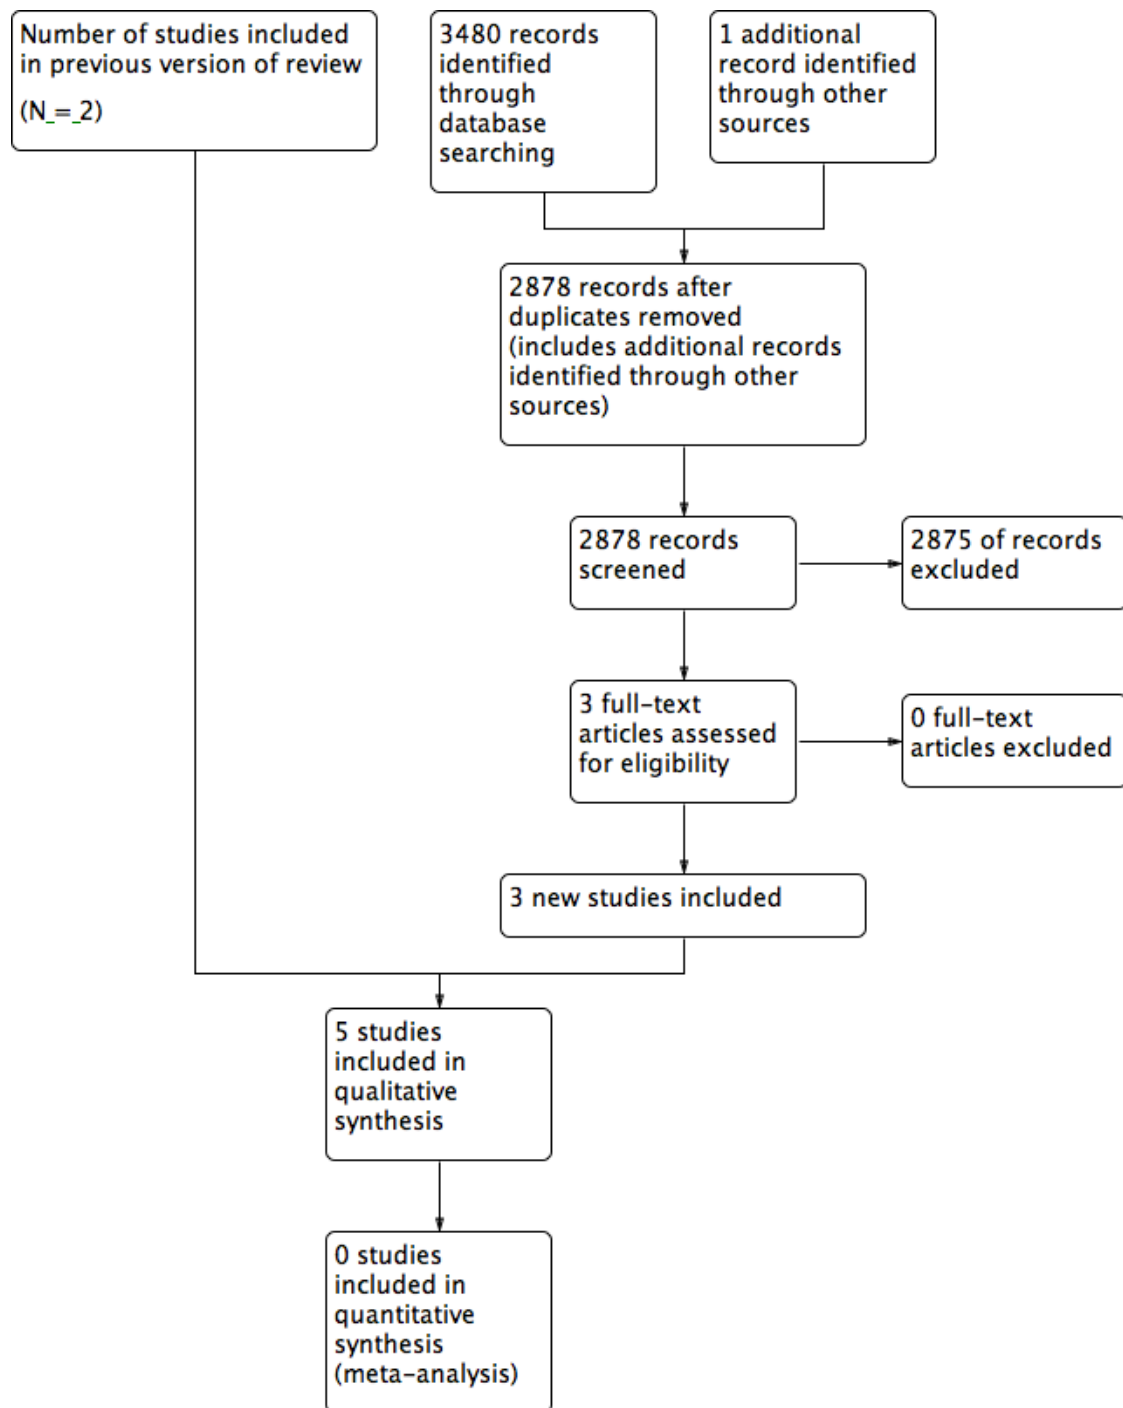 Number of studies included
in previous version of review
(N = 2)
3480 records
identified
through
database
searching
1 additional
record identified
through other
sources
2878 records after
duplicates removed
(includes additional records
identified through other
sources)
2878 records
screened
2875 of records
excluded
3 full-text
articles assessed
for eligibility
0 full-text
articles excluded
3 new studies included
5 studies
included in
qualitative
synthesis
0 studies
included in
quantitative
synthesis
(meta-analysis)